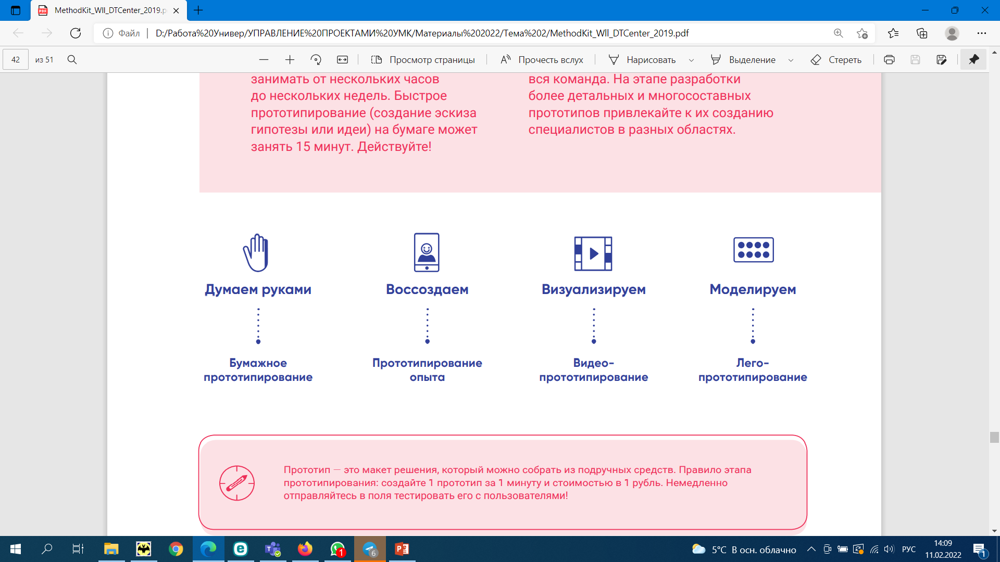 MethodKit_Wll_DTCenter_2019.p
Файл
D:/Работа%20Универ/УПРАВЛЕНИЕ%20ПРОЕКТАМИ%20УМК/Материалы%202022/Тема%202/MethodKit_Wll_DTCenter_2019.pdf
42 из 51
Просмотр страницы
Прочесть вслух
Нарисовать
Выделение
Стереть
занимать от нескольких часов
до нескольких недель. Быстрое
прототипирование (создание эскиза
гипотезы или идеи) на бумаге может
занять 15 минут. Действуйте!
вся команда. На этапе разработки
более детальных и многосоставных
прототипов привлекайте к их созданию
специалистов в разных областях.
Думаем руками
Воссоздаем
Визуализируем
Моделируем
Бумажное
прототипирование
Прототипирование
опыта
Видео-
прототипирование
Лего-
прототипирование
Прототип — это макет решения, который можно собрать из подручных средств. Правило этапа
прототипирования: создайте 1 прототип за 1 минуту и стоимостью в 1 рубль. Немедленно
отправляйтесь в поля тестировать его с пользователями!
1
6
5°C В осн. облачно
РУС
14:09
11.02.2022
1